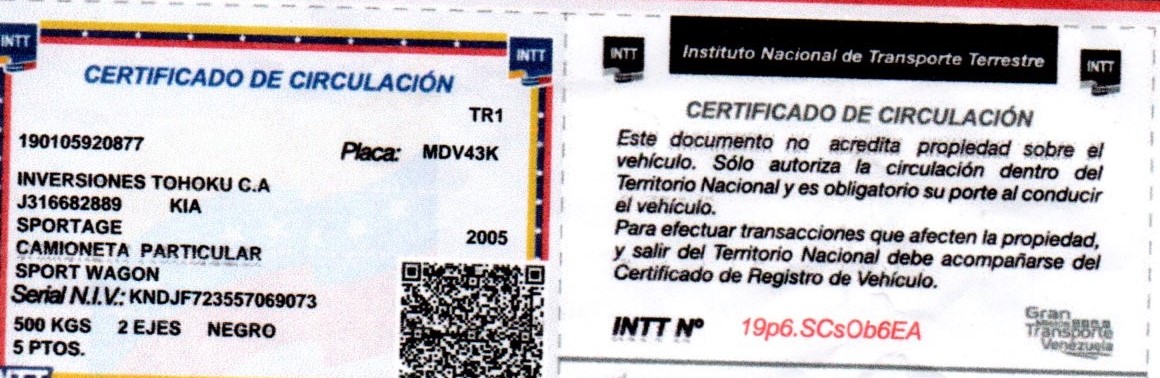 INTT
INTT
CERTIFICADO DE CIRCULACIÓN
TR1
190105920877
Placa: MDV43K
INVERSIONES TOHOKU C.A
J316682889 KIA
SPORTAGE
2005
CAMIONETA PARTICULAR
SPORT WAGON
Serial N.I.V.: KNDJF723557069073
500 KGS 2 EJES NEGRO
5 PTOS.
INTT
INTT
Instituto Nacional de Transporte Terrestre
INTT
CERTIFICADO DE CIRCULACIÓN
Este documento no acredita propiedad sobre el
vehículo. Sólo autoriza la circulación dentro del
Territorio Nacional y es obligatorio su porte al conducir
el vehículo.
Para efectuar transacciones que afecten la propiedad,
y salir del Territorio Nacional debe acompañarse del
Certificado de Registro de Vehículo.
INTT Nº 19p6.SCsOb6EA
Gran
Transporte
Venezuela